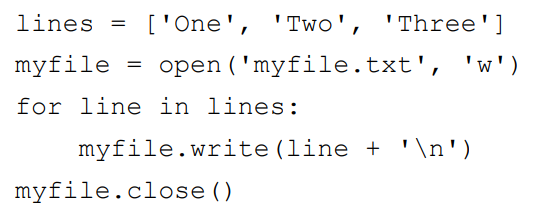 lines = ['One', 'Two', 'Three']
myfile = open('myfile.txt', 'w')
for line in lines:
    myfile.write(line + '\n')
myfile.close()